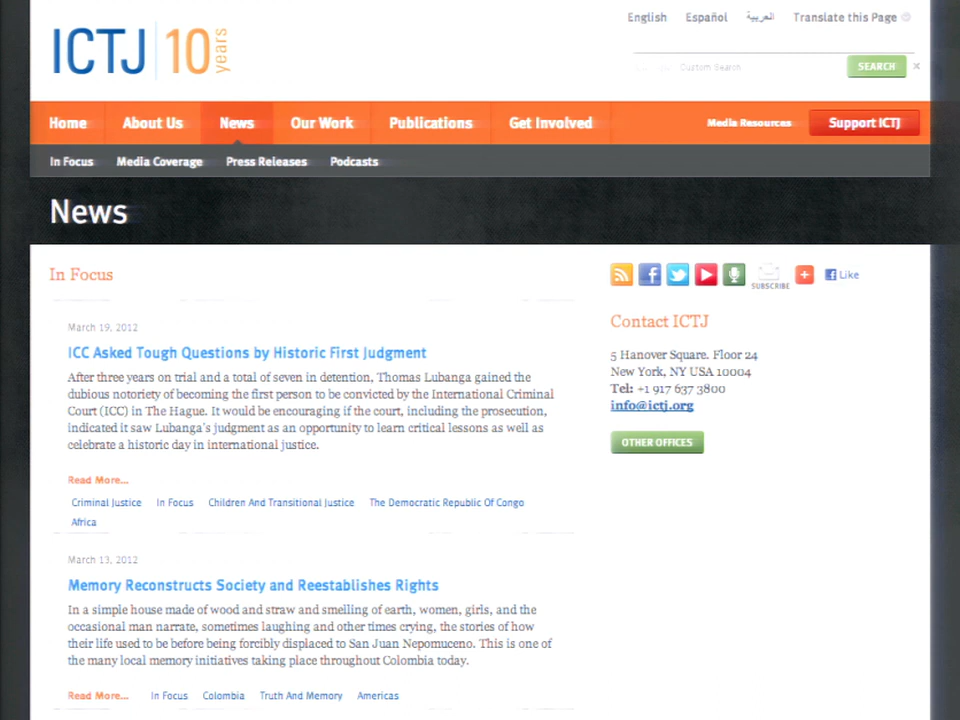 English Español العربية Translate this Page
ICTJ 10 years
Custom Search SEARCH
Home About Us News Our Work Publications Get Involved Media Resources Support ICTJ
In Focus Media Coverage Press Releases Podcasts
News
In Focus
March 19, 2012
ICC Asked Tough Questions by Historic First Judgment
After three years on trial and a total of seven in detention, Thomas Lubanga gained the
dubious notoriety of becoming the first person to be convicted by the International Criminal
Court (ICC) in The Hague. It would be encouraging if the court, including the prosecution,
indicated it saw Lubanga's judgment as an opportunity to learn critical lessons as well as
celebrate a historic day in international justice.
Read More...
Criminal Justice In Focus Children And Transitional Justice The Democratic Republic Of Congo
Africa
March 13, 2012
Memory Reconstructs Society and Reestablishes Rights
In a simple house made of wood and straw and smelling of earth, women, girls, and the
occasional man narrate, sometimes laughing and other times crying, the stories of how
their life used to be before being forcibly displaced to San Juan Nepomuceno. This is one of
the many local memory initiatives taking place throughout Colombia today.
Read More... In Focus Colombia Truth And Memory Americas
SUBSCRIBE
Like
Contact ICTJ
5 Hanover Square. Floor 24
New York, NY USA 10004
Tel: +1 917 637 3800
info@ictj.org
OTHER OFFICES